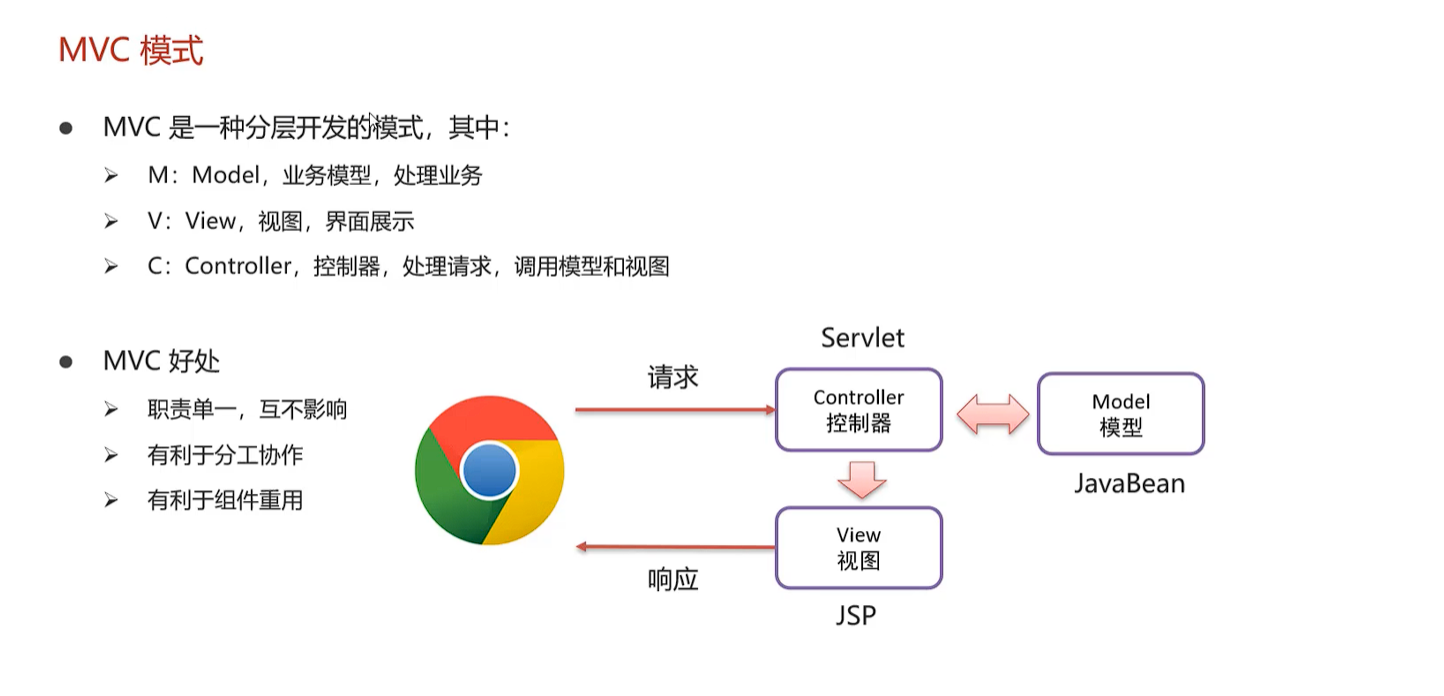 MVC 模式
MVC 是一种分层开发的模式，其中：
M：Model，业务模型，处理业务
V：View，视图，界面展示
C：Controller，控制器，处理请求，调用模型和视图
MVC 好处
职责单一，互不影响
有利于分工协作
有利于组件重用
请求
响应
Servlet
Controller
控制器
Model
模型
JavaBean
View
视图
JSP